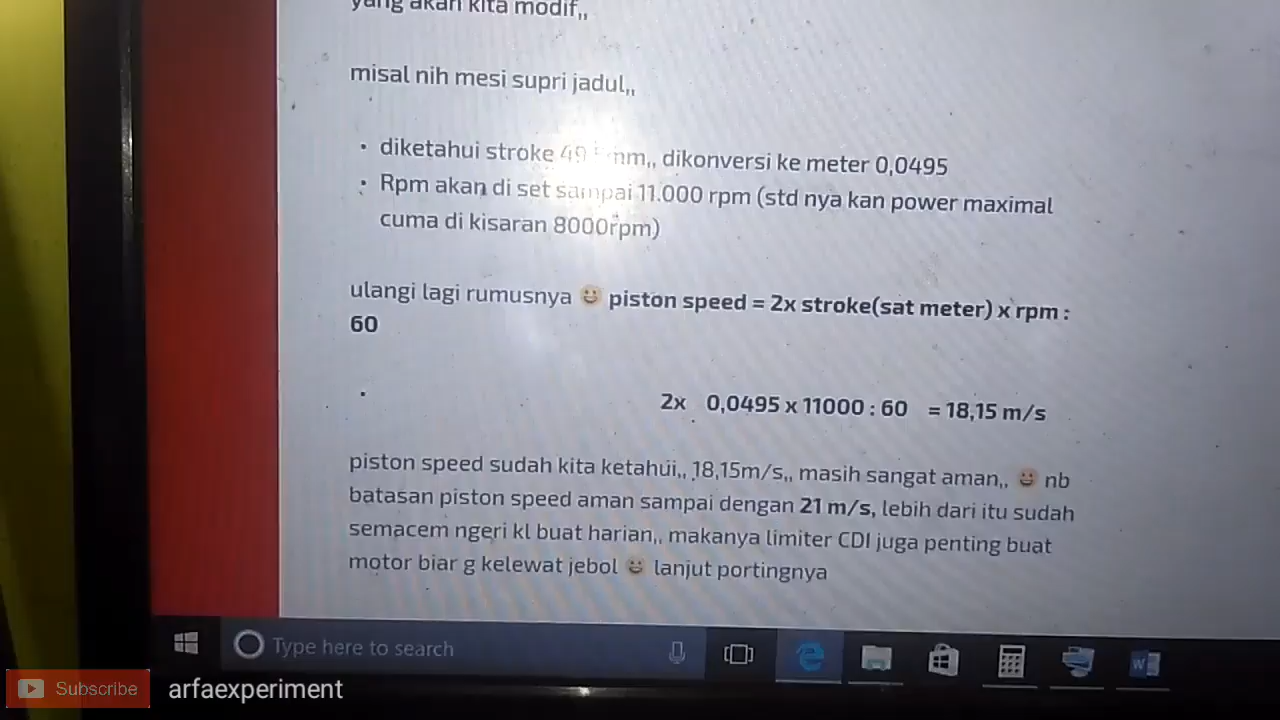 yang akan kita modif,,
misal nih mesi supri jadul,,
• diketahui stroke 49 mm,, dikonversi ke meter 0,0495
• Rpm akan di set sampai 11.000 rpm (std nya kan power maximal
cuma di kisaran 8000rpm)
ulangi lagi rumusnya 😀 piston speed = 2x stroke(sat meter) x rpm :
60
•
2x 0,0495 x 11000 : 60 = 18,15 m/s
piston speed sudah kita ketahui,, 18,15m/s,, masih sangat aman,, 😀 nb
batasan piston speed aman sampai dengan 21 m/s, lebih dari itu sudah
semacem ngeri kl buat harian,, makanya limiter CDI juga penting buat
motor biar g kelewat jebol 😀 lanjut portingnya
Type here to search
Subscribe arfaexperiment